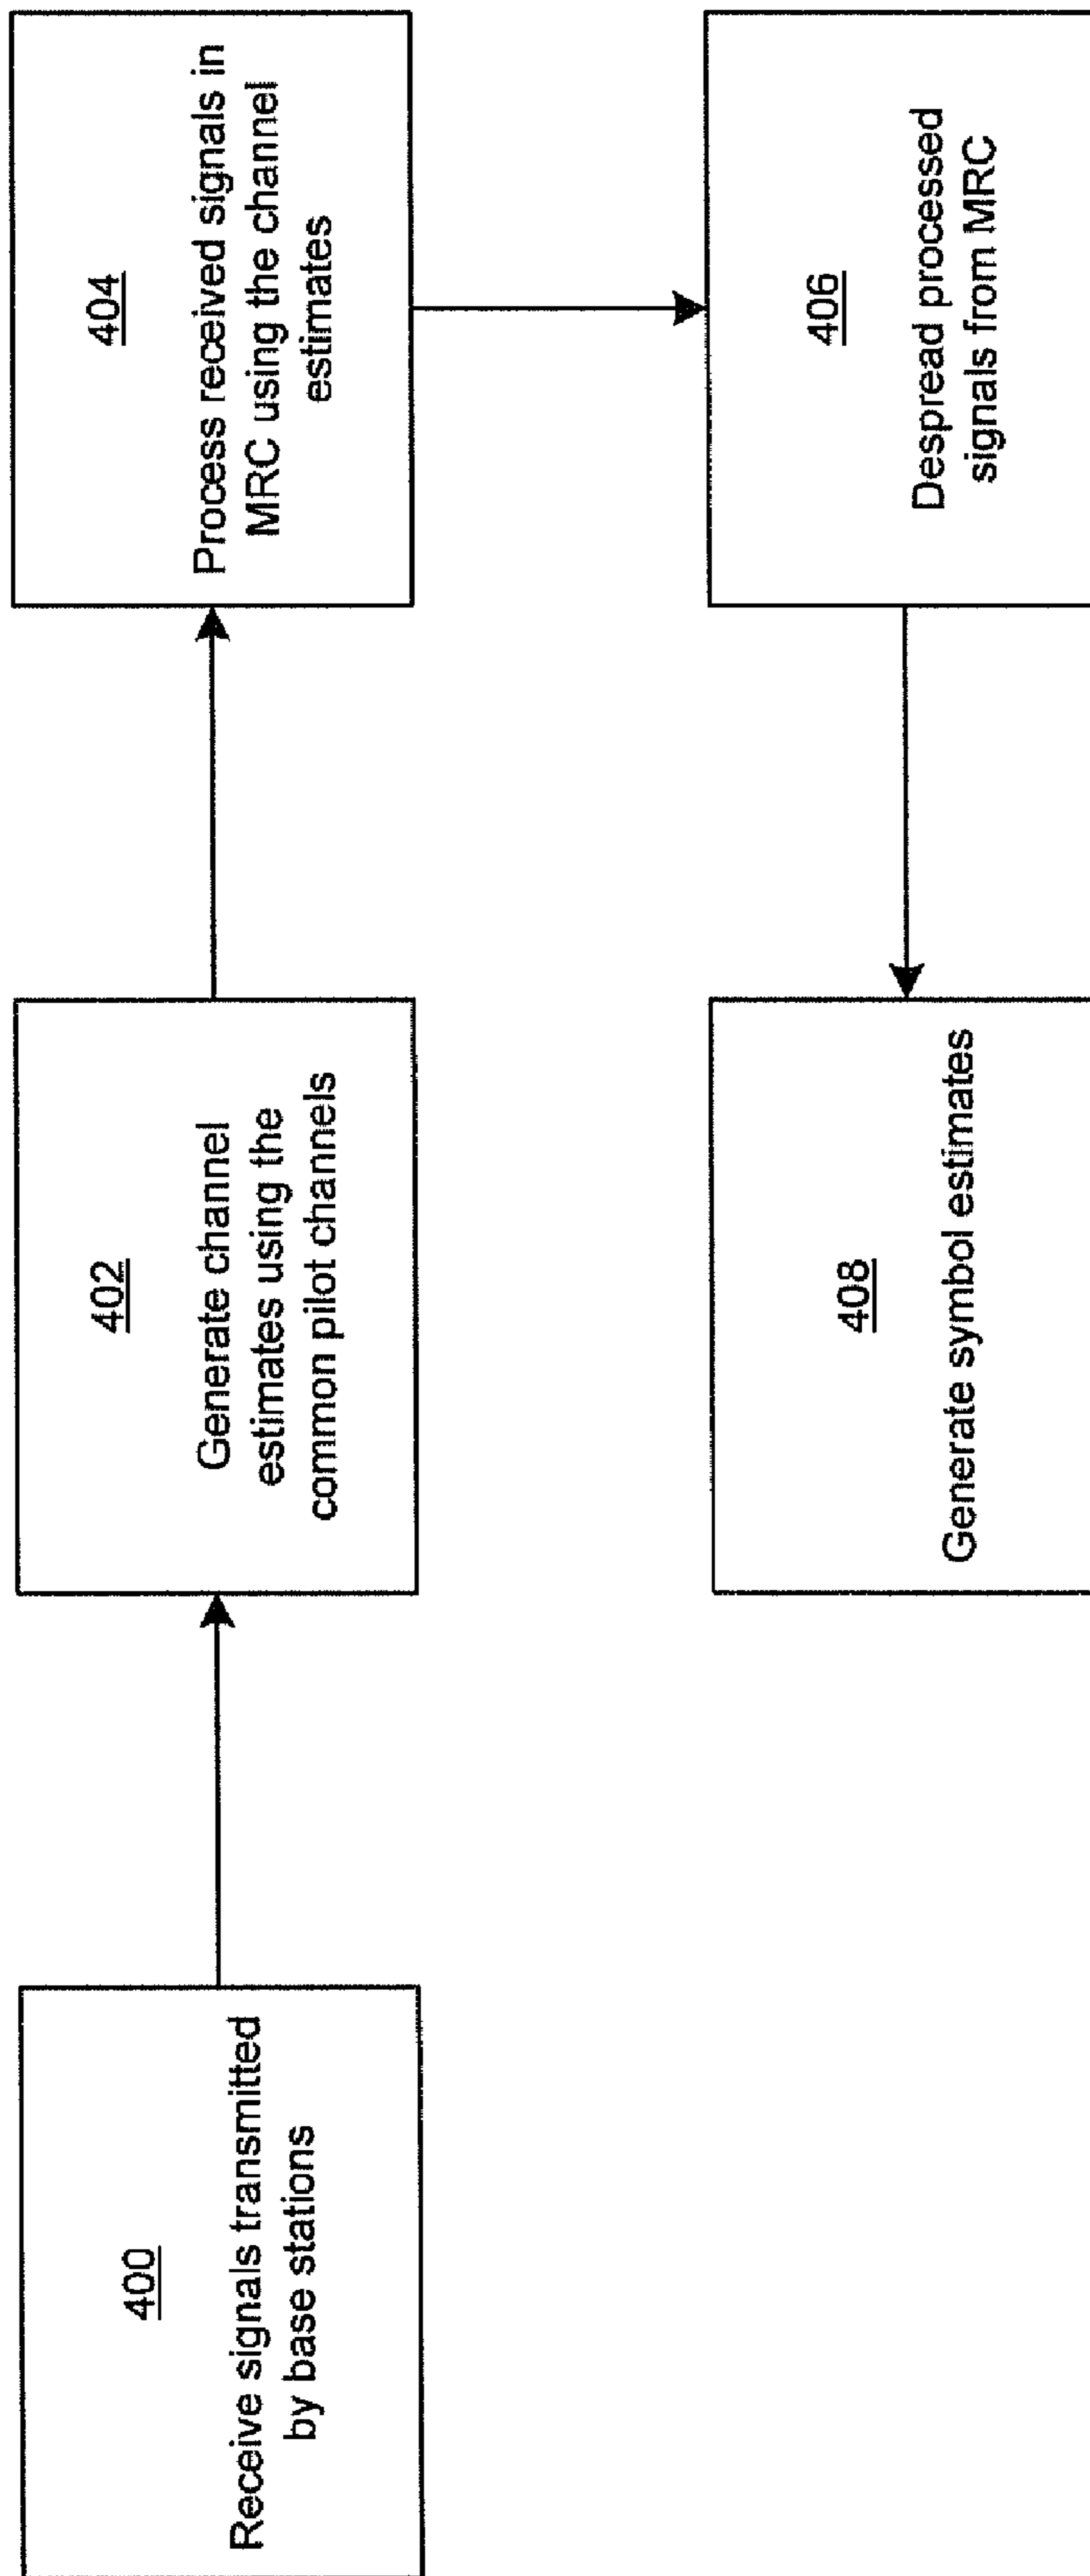 400
Receive signals transmitted
by base stations
402
Generate channel
estimates using the
common pilot channels
404
Process received signals in
MRC using the channel
estimates
406
Despread processed
signals from MRC
408
Generate symbol estimates